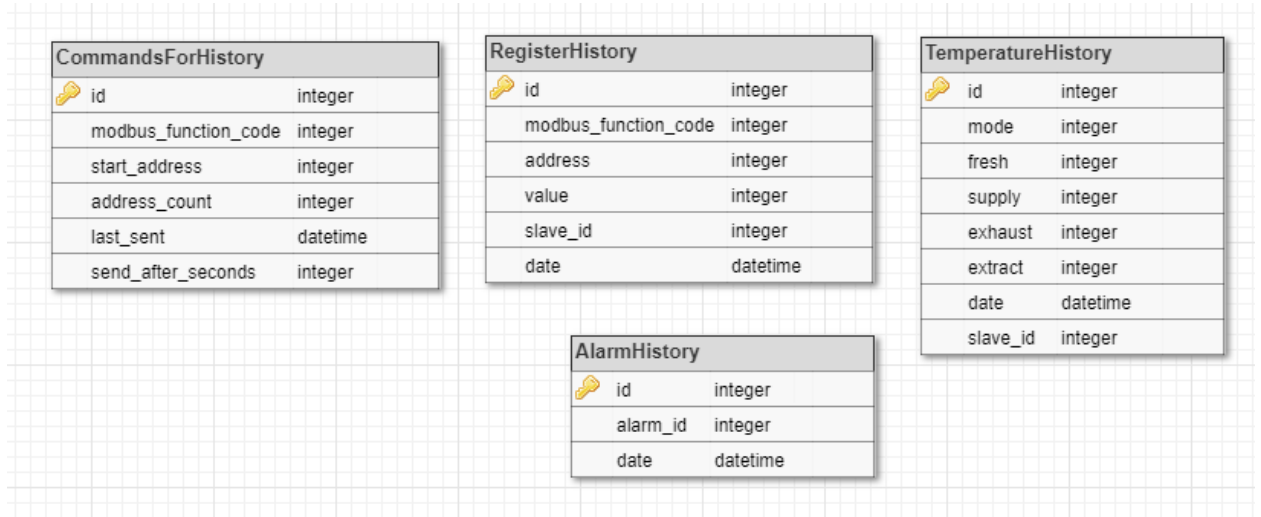 CommandsForHistory
id integer
modbus_function_code integer
start_address integer
address_count integer
last_sent datetime
send_after_seconds integer
RegisterHistory
id integer
modbus_function_code integer
address integer
value integer
slave_id integer
date datetime
TemperatureHistory
id integer
mode integer
fresh integer
supply integer
exhaust integer
extract integer
date datetime
slave_id integer
AlarmHistory
id integer
alarm_id integer
date datetime